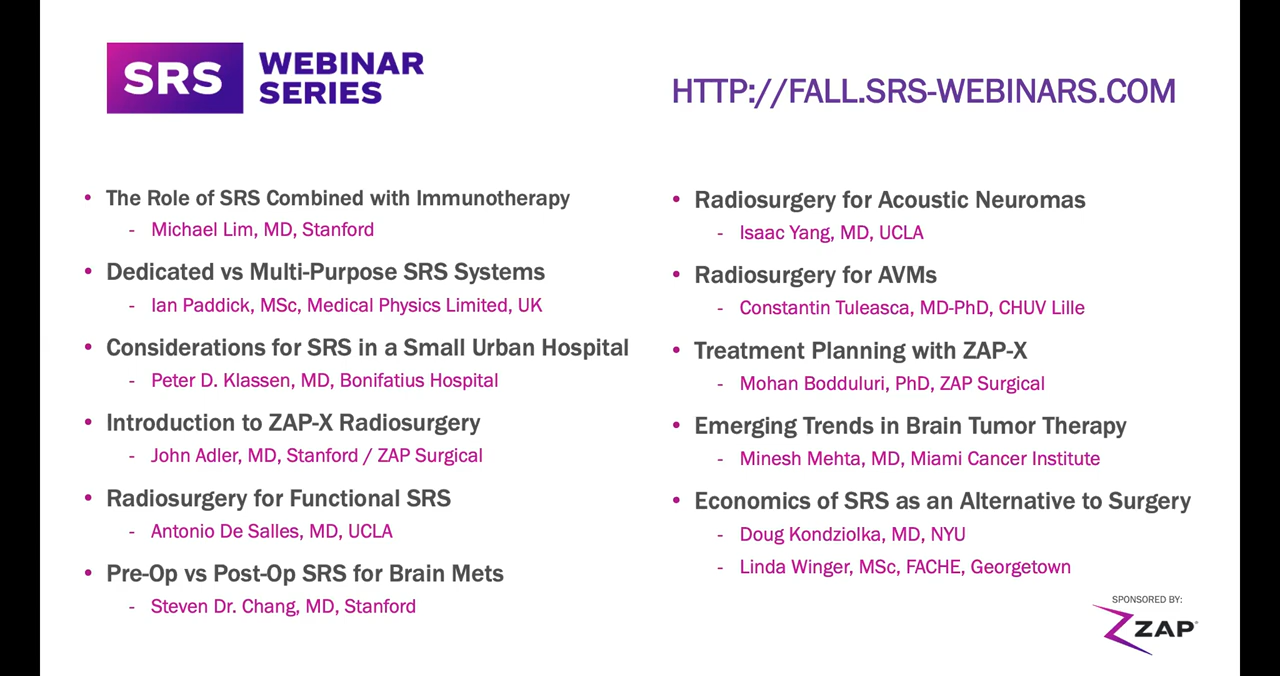 SRS
WEBINAR
SERIES
HTTP://FALL.SRS-WEBINARS.COM
• The Role of SRS Combined with Immunotherapy
- Michael Lim, MD, Stanford
• Dedicated vs Multi-Purpose SRS Systems
- Ian Paddick, MSc, Medical Physics Limited, UK
• Considerations for SRS in a Small Urban Hospital
- Peter D. Klassen, MD, Bonifatius Hospital
• Introduction to ZAP-X Radiosurgery
- John Adler, MD, Stanford / ZAP Surgical
• Radiosurgery for Functional SRS
- Antonio De Salles, MD, UCLA
• Pre-Op vs Post-Op SRS for Brain Mets
- Steven Dr. Chang, MD, Stanford
• Radiosurgery for Acoustic Neuromas
- Isaac Yang, MD, UCLA
• Radiosurgery for AVMs
- Constantin Tuleasca, MD-PhD, CHUV Lille
• Treatment Planning with ZAP-X
- Mohan Bodduluri, PhD, ZAP Surgical
• Emerging Trends in Brain Tumor Therapy
- Minesh Mehta, MD, Miami Cancer Institute
• Economics of SRS as an Alternative to Surgery
- Doug Kondziolka, MD, NYU
- Linda Winger, MSc, FACHE, Georgetown
SPONSORED BY:
ZAP®